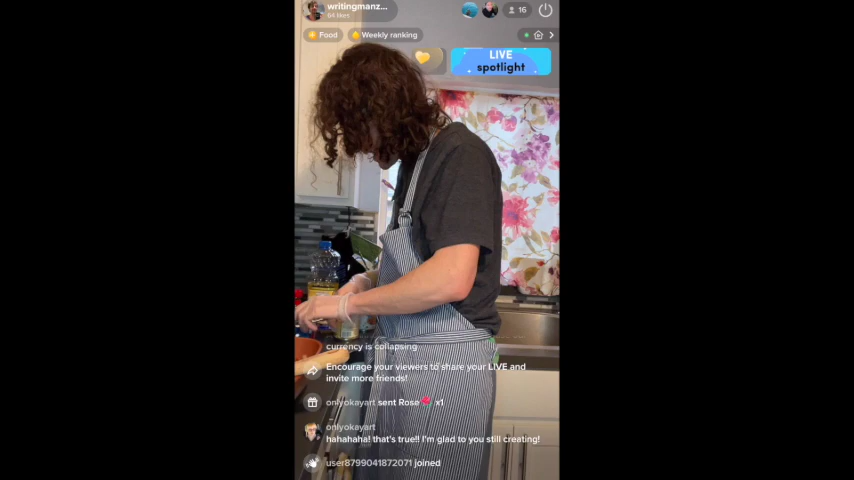 writingmanz...
64 likes
16
Food
Weekly ranking
LIVE
spotlight
currency is collapsing
Encourage your viewers to share your LIVE and
invite more friends!
onlyokayart sent Rose x1
onlyokayart
hahahaha! that's true!! I'm glad to you still creating!
user8799041872071 joined